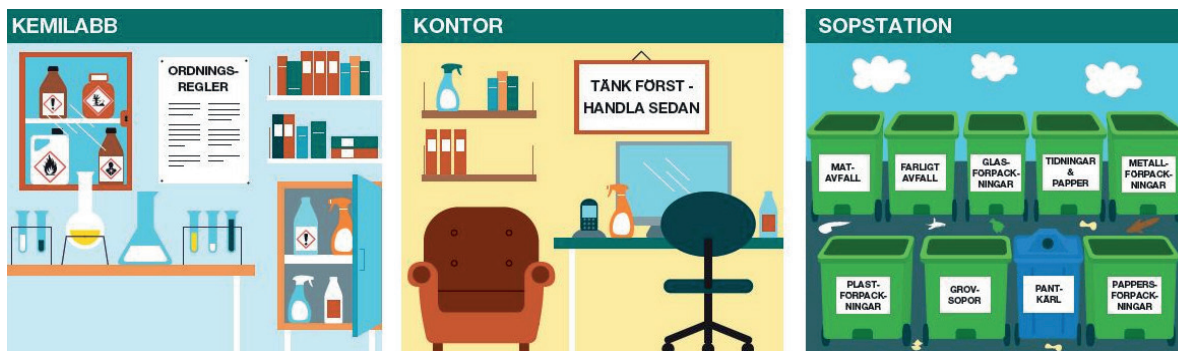 KEMILABB
ORDNINGS-
REGLER
KONTOR
TÄNK FÖRST -
HANDLA SEDAN
SOPSTATION
MAT-
AVFALL
FARLIGT
AVFALL
GLAS-
FÖRPACK-
NINGAR
TIDNINGAR
&
PAPPER
METALL-
FÖRPACK-
NINGAR
PLAST-
FÖRPACK-
NINGAR
GROV-
SOPOR
PANT-
KÄRL
PAPPERS-
FÖRPACK-
NINGAR